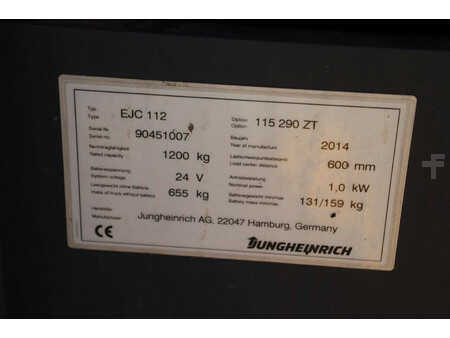 Typ Type EJC 112 Option Option 115 290 ZT
Serial Nr. Serial no. 90451007 Baujahr Year of manufacture 2014
Nenntragfähigkeit Rated capacity 1200 kg Lastschwerpunktabstand Load center distance 600 mm
Batteriespannung System voltage 24 V Antriebsleistung Nominal power 1,0 kW
Leergewicht ohne Batterie mass of truck without battery 655 kg Batteriegewicht min/max Battery mass min/max 131/159 kg
Hersteller Manufacturer Jungheinrich AG, 22047 Hamburg, Germany
CE JUNGHEINRICH